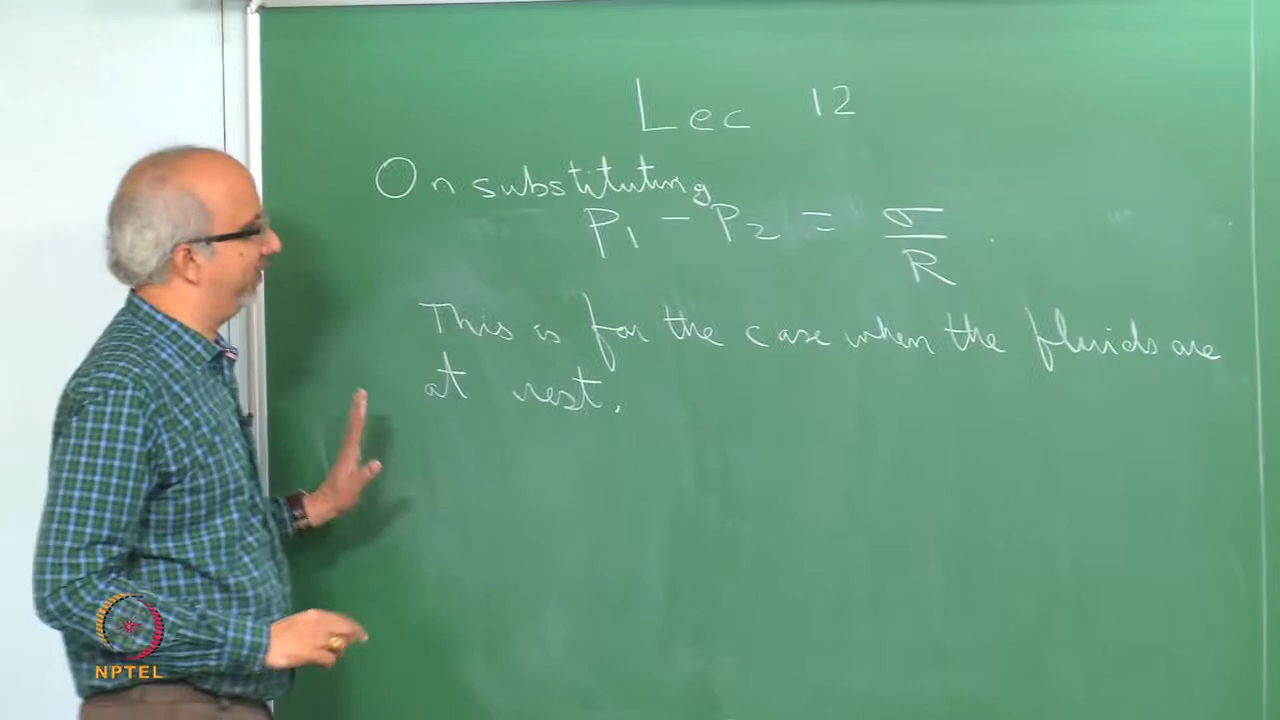 Lec 12
On substituting
P1 - P2 = σ/R
This is for the case when the fluids are
at rest.
NPTEL